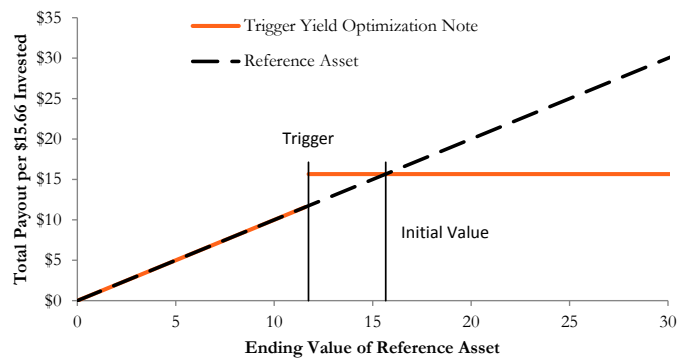 Trigger Yield Optimization Note
Reference Asset
Total Payout per $15.66 Invested
$35
$30
$25
$20
$15
$10
$5
$0
Trigger
Initial Value
0 5 10 15 20 25 30
Ending Value of Reference Asset